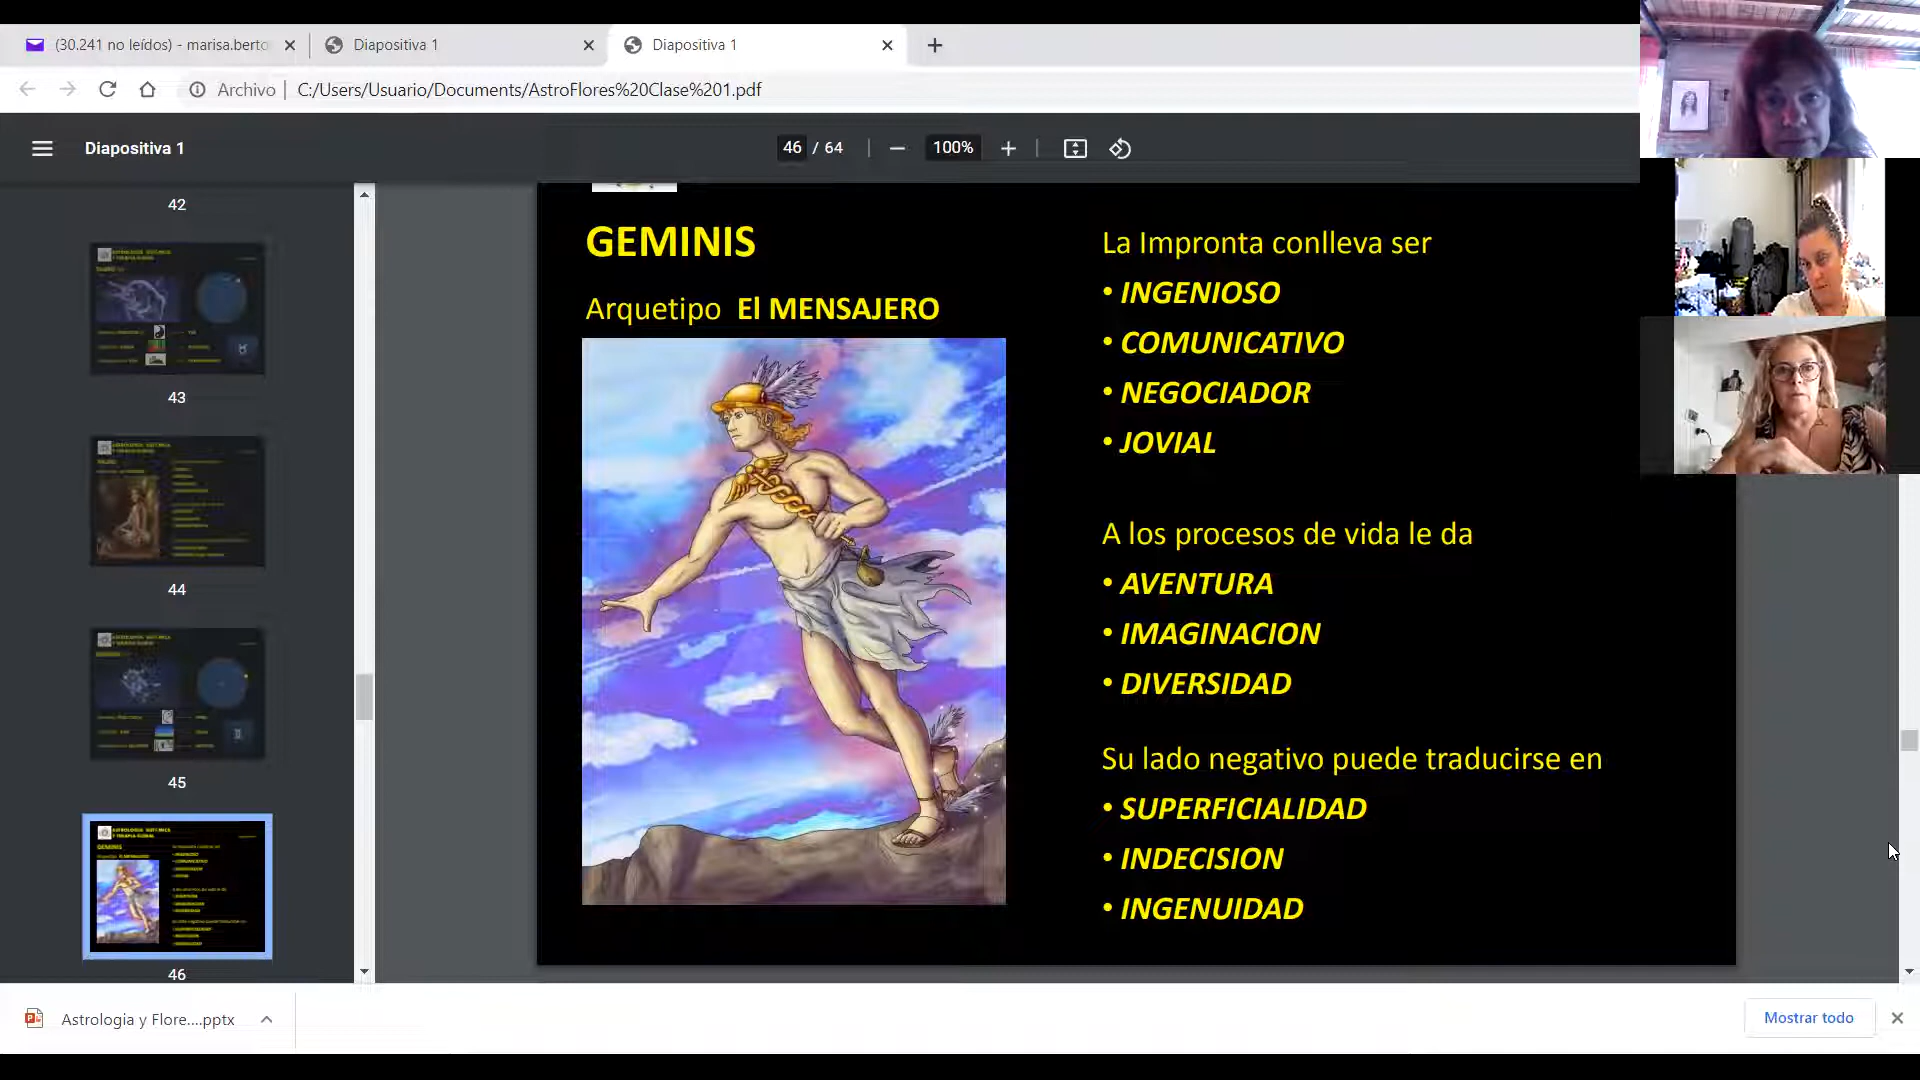 (30.241 no leídos) - marisa.berto
Diapositiva 1
Diapositiva 1
Archivo
C:/Users/Usuario/Documents/AstroFlores%20Clase%201.pdf
Diapositiva 1
46 / 64
100%
42
43
44
45
46
GEMINIS
Arquetipo El MENSAJERO
La Impronta conlleva ser
• INGENIOSO
• COMUNICATIVO
• NEGOCIADOR
• JOVIAL
A los procesos de vida le da
• AVENTURA
• IMAGINACION
• DIVERSIDAD
Su lado negativo puede traducirse en
• SUPERFICIALIDAD
• INDECISION
• INGENUIDAD
Astrologia y Flore....pptx
Mostrar todo